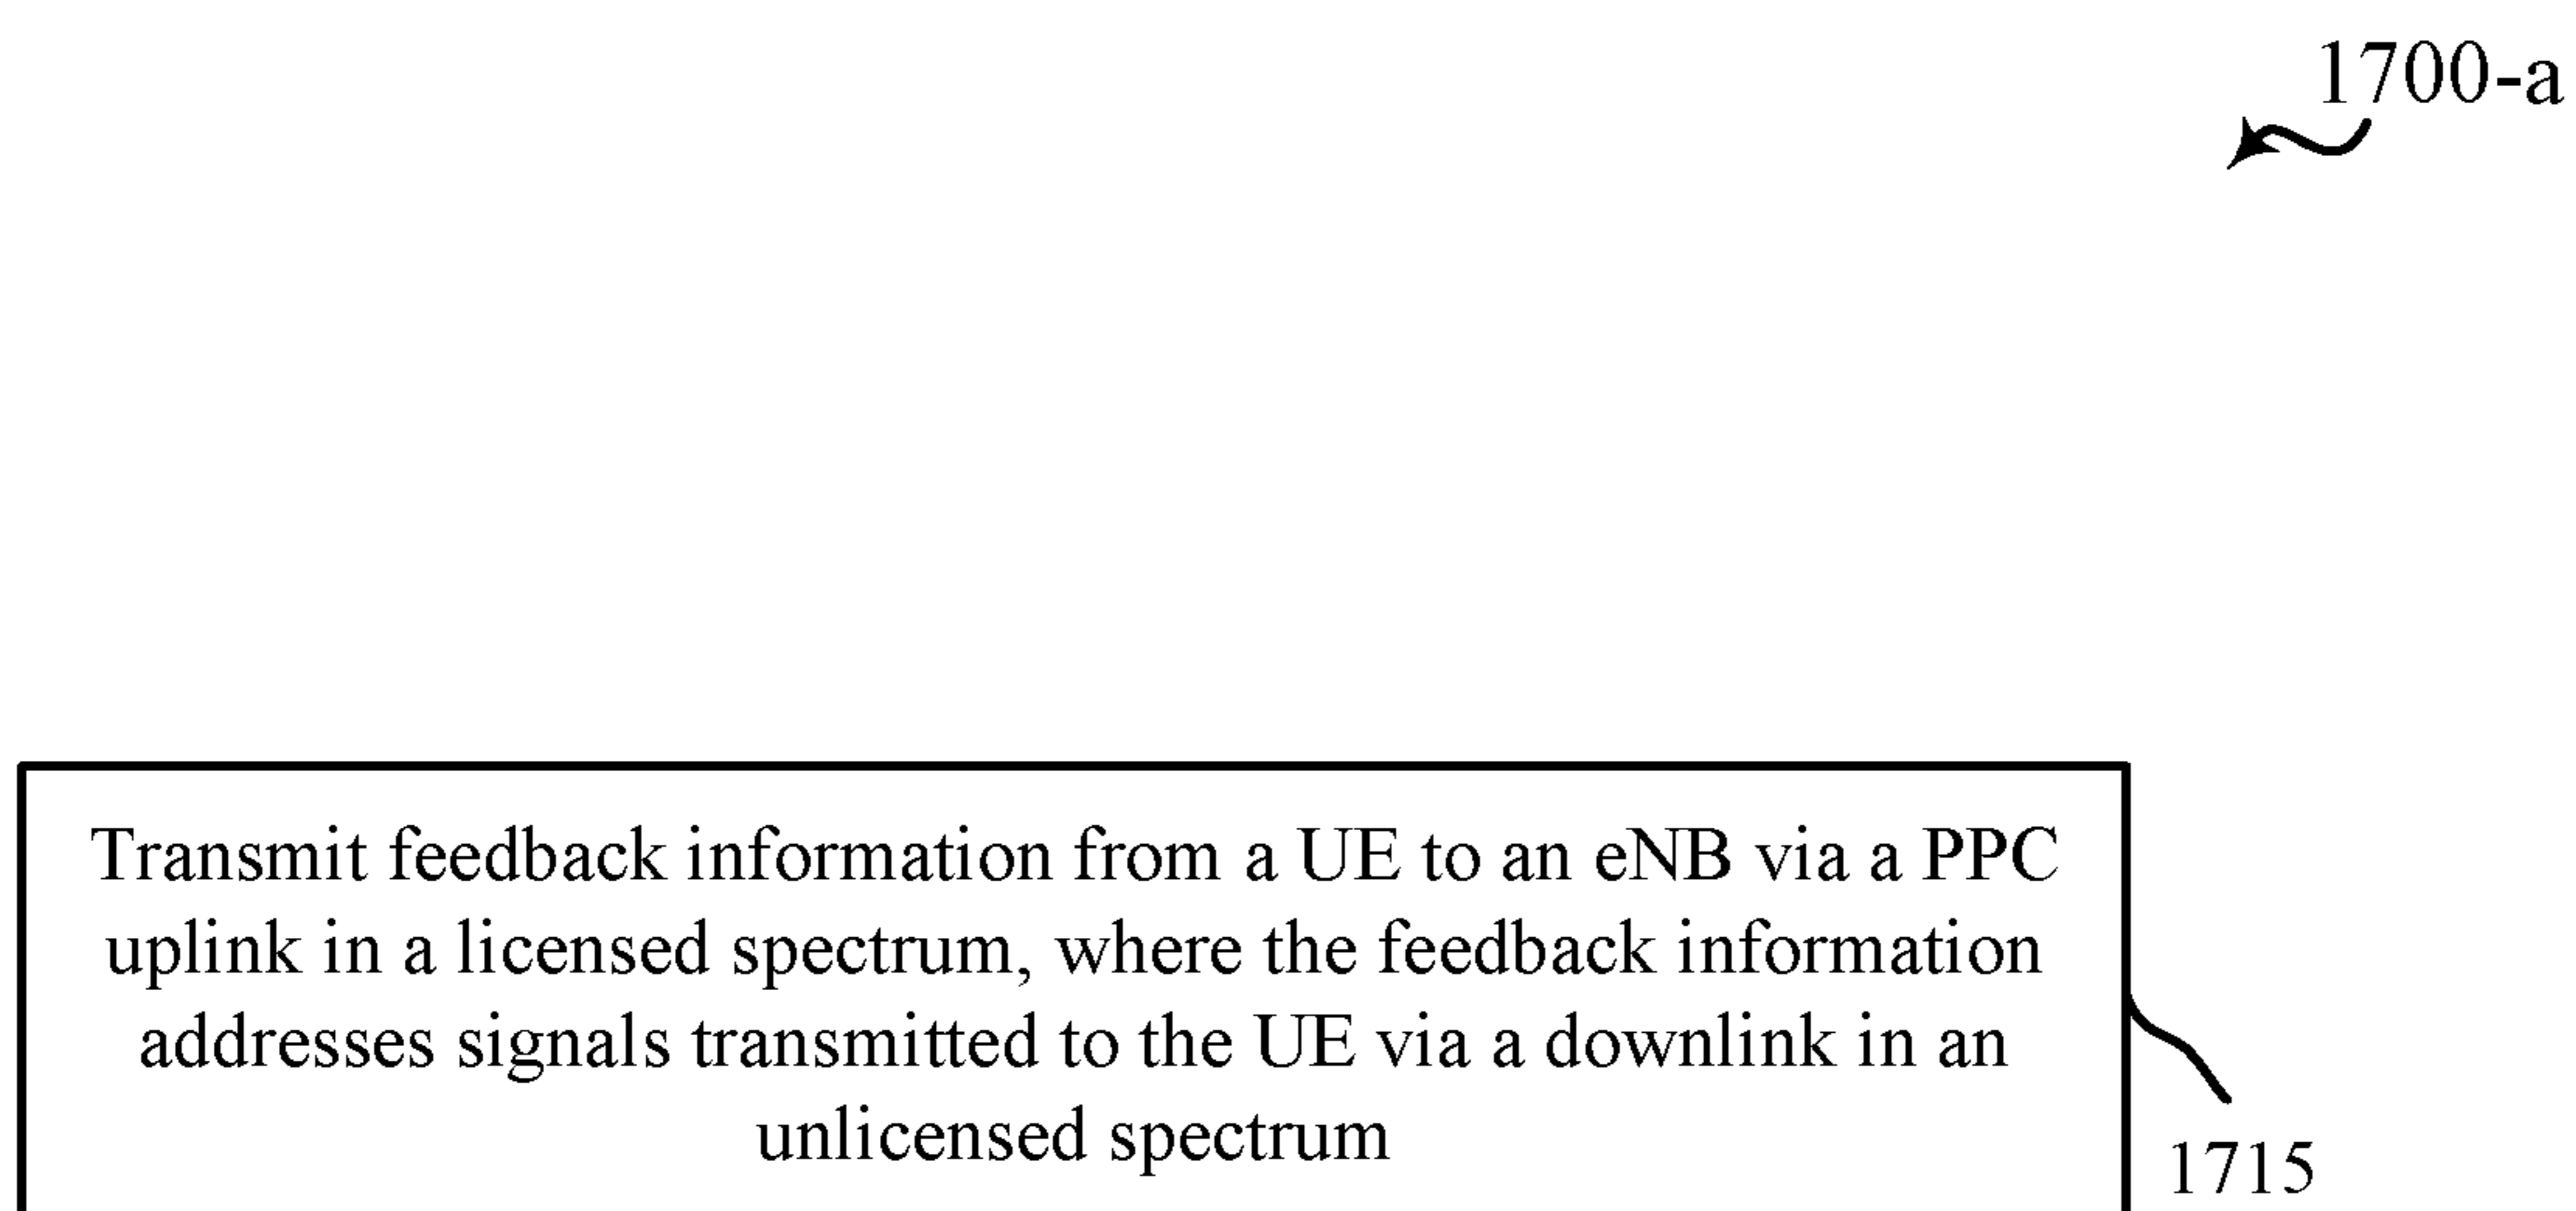 1700-a
Transmit feedback information from a UE to an eNB via a PPC
uplink in a licensed spectrum, where the feedback information
addresses signals transmitted to the UE via a downlink in an
unlicensed spectrum
1715